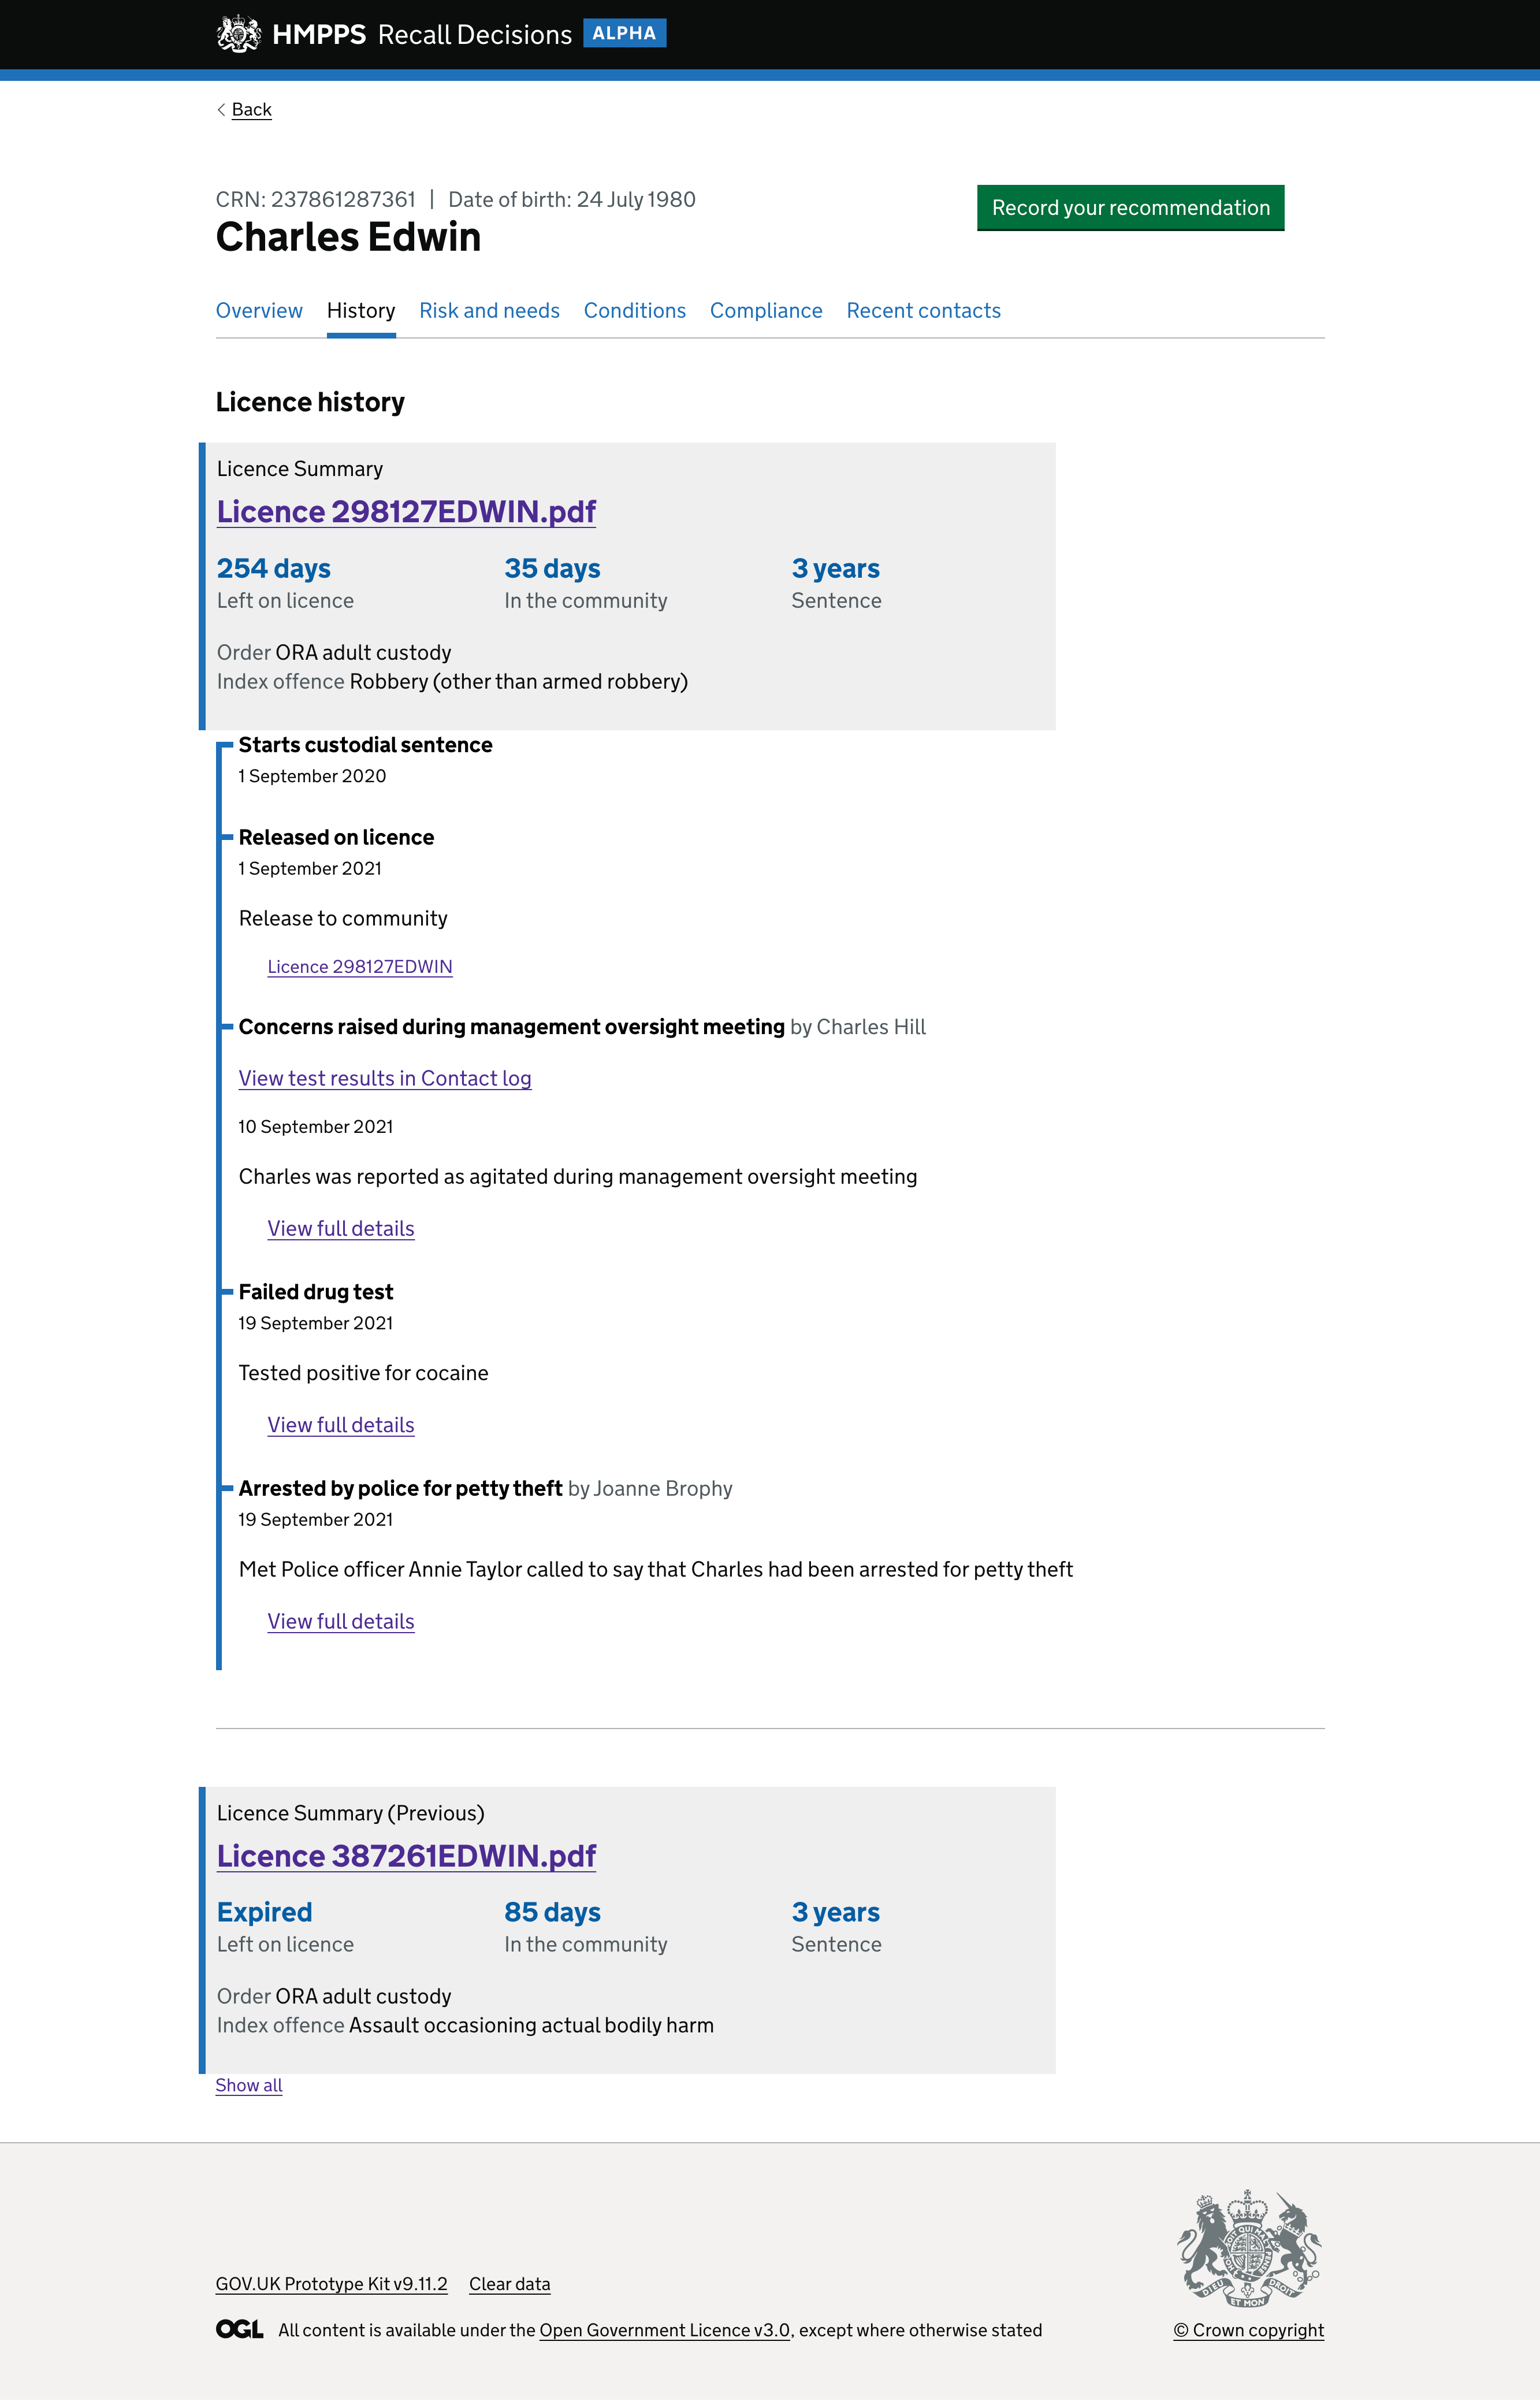 HMPPS Recall Decisions ALPHA
Back
CRN: 237861287361 | Date of birth: 24 July 1980
Charles Edwin
Record your recommendation
Overview History Risk and needs Conditions Compliance Recent contacts
Licence history
Licence Summary
Licence 298127EDWIN.pdf
254 days 35 days 3 years
Left on licence In the community Sentence
Order ORA adult custody
Index offence Robbery (other than armed robbery)
Starts custodial sentence
1 September 2020
Released on licence
1 September 2021
Release to community
Licence 298127EDWIN
Concerns raised during management oversight meeting by Charles Hill
View test results in Contact log
10 September 2021
Charles was reported as agitated during management oversight meeting
View full details
Failed drug test
19 September 2021
Tested positive for cocaine
View full details
Arrested by police for petty theft by Joanne Brophy
19 September 2021
Met Police officer Annie Taylor called to say that Charles had been arrested for petty theft
View full details
Licence Summary (Previous)
Licence 387261EDWIN.pdf
Expired 85 days 3 years
Left on licence In the community Sentence
Order ORA adult custody
Index offence Assault occasioning actual bodily harm
Show all
DIEU ET MON DROIT
GOV.UK Prototype Kit v9.11.2 Clear data
OGL All content is available under the Open Government Licence v3.0, except where otherwise stated
© Crown copyright